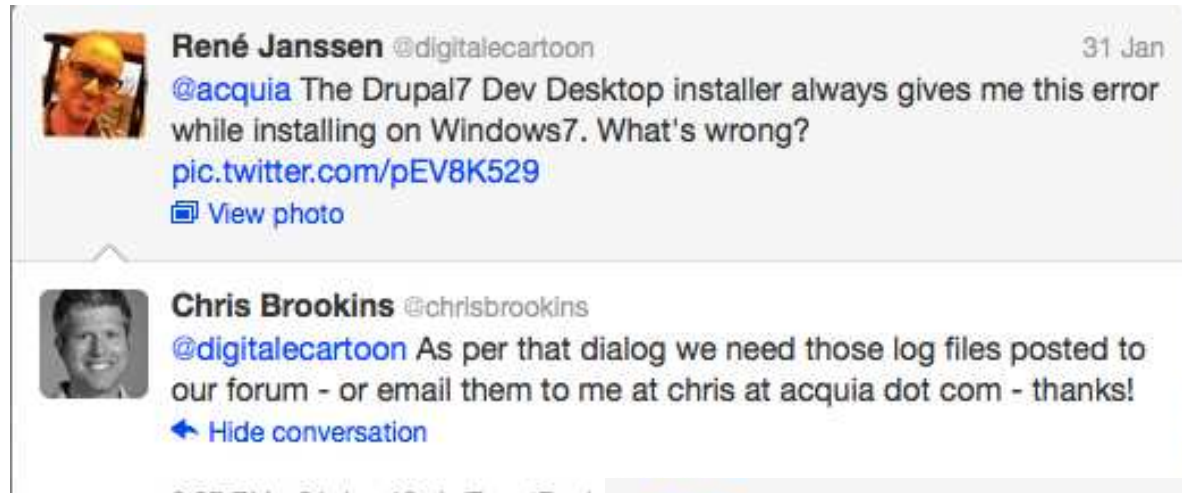 René Janssen @digitalecartoon 31 Jan
@acquia The Drupal7 Dev Desktop installer always gives me this error
while installing on Windows7. What's wrong?
pic.twitter.com/pEV8K529
View photo
Chris Brookins @chrisbrookins
@digitalecartoon As per that dialog we need those log files posted to
our forum - or email them to me at chris at acquia dot com - thanks!
Hide conversation